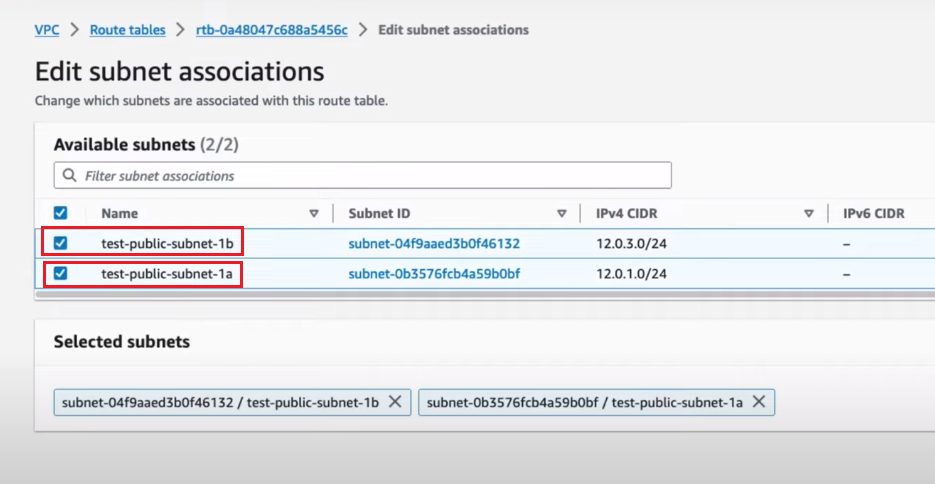 VPC > Route tables > rtb-0a48047c688a5456c > Edit subnet associations
Edit subnet associations
Change which subnets are associated with this route table.
Available subnets (2/2)
Filter subnet associations
Name Subnet ID IPv4 CIDR IPv6 CIDR
test-public-subnet-1b subnet-04f9aaed3b0f46132 12.0.3.0/24 –
test-public-subnet-1a subnet-0b3576fcb4a59b0bf 12.0.1.0/24 –
Selected subnets
subnet-04f9aaed3b0f46132 / test-public-subnet-1b X subnet-0b3576fcb4a59b0bf / test-public-subnet-1a X